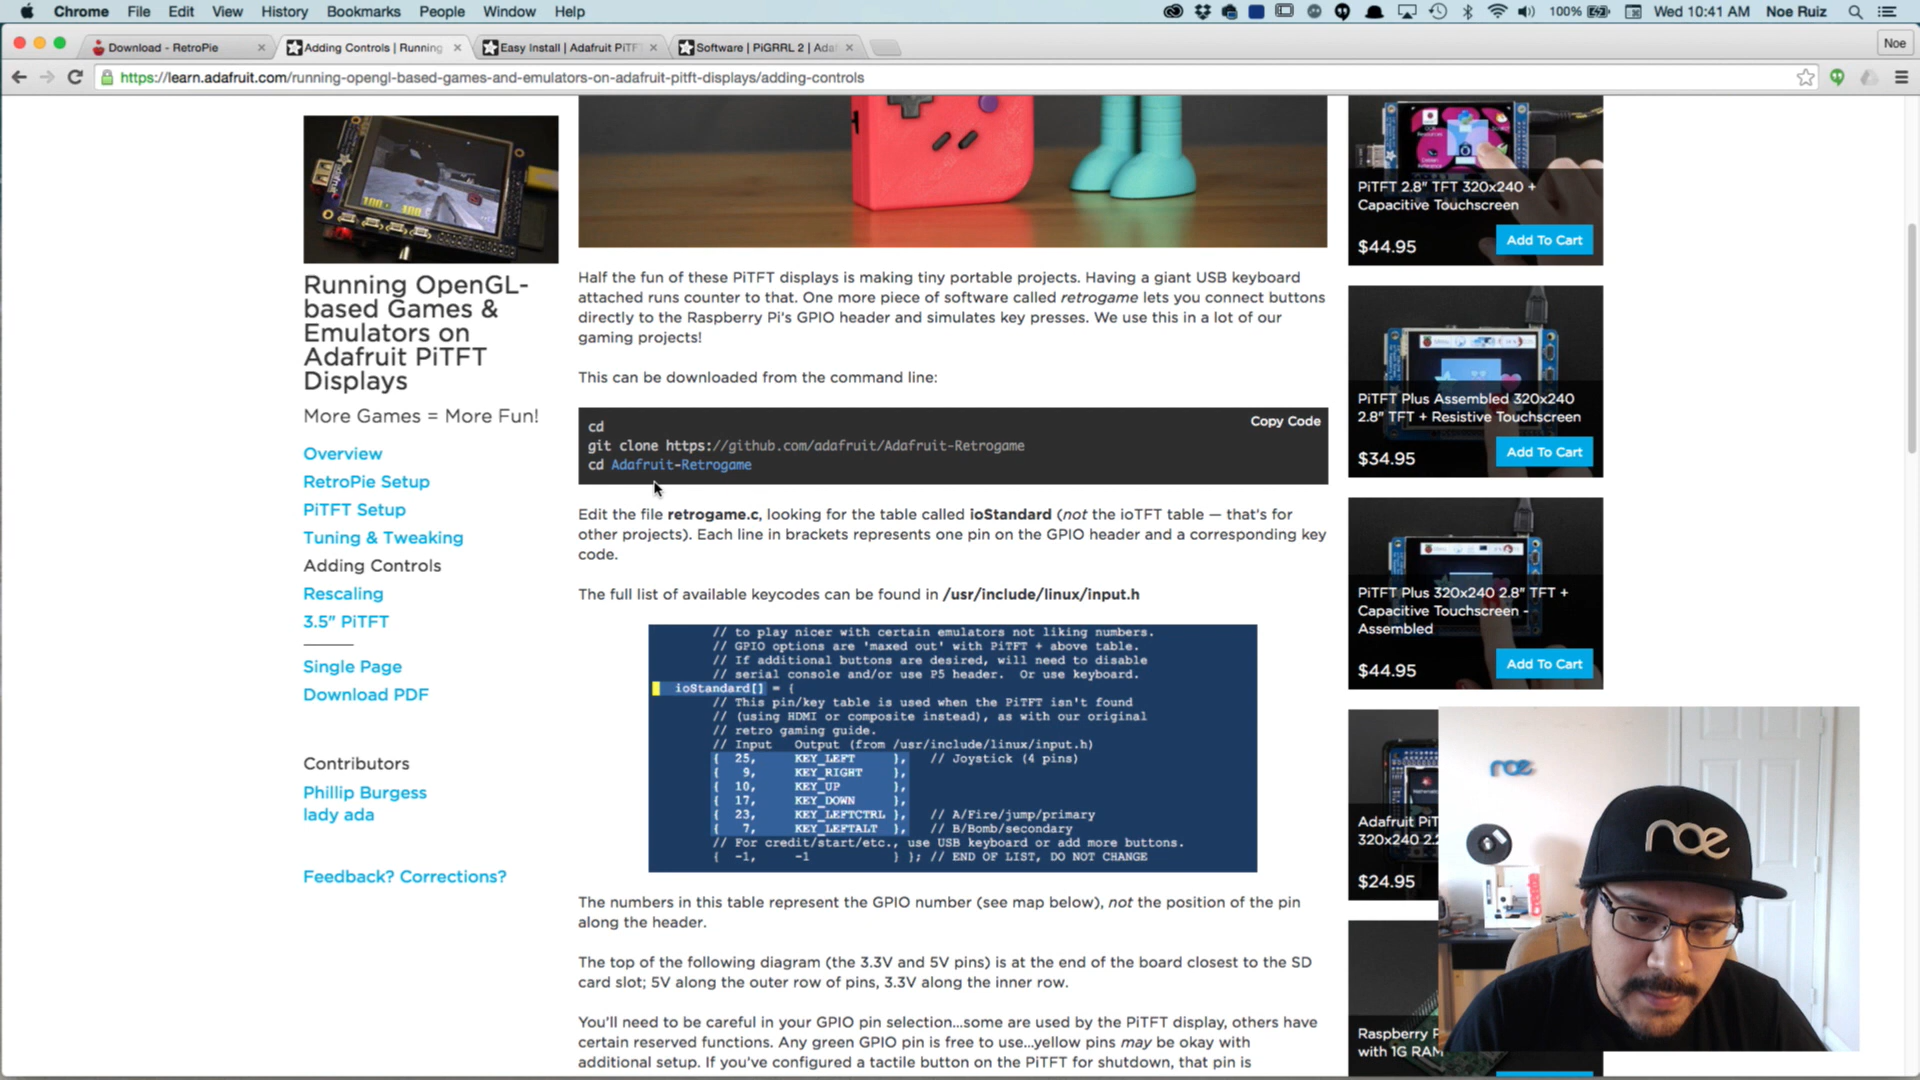 Chrome File Edit View History Bookmarks People Window Help 100% Wed 10:41 AM Noe Ruiz
Download - RetroPie
Adding Controls | Running
Easy Install | Adafruit PiTF
Software | PiGRRL 2 | Ada
Noe
https://learn.adafruit.com/running-opengl-based-games-and-emulators-on-adafruit-pitft-displays/adding-controls
Running OpenGL-
based Games &
Emulators on
Adafruit PiTFT
Displays
More Games = More Fun!
Overview
RetroPie Setup
PiTFT Setup
Tuning & Tweaking
Adding Controls
Rescaling
3.5" PiTFT
Single Page
Download PDF
Contributors
Phillip Burgess
lady ada
Feedback? Corrections?
Half the fun of these PiTFT displays is making tiny portable projects. Having a giant USB keyboard
attached runs counter to that. One more piece of software called retrogame lets you connect buttons
directly to the Raspberry Pi's GPIO header and simulates key presses. We use this in a lot of our
gaming projects!
This can be downloaded from the command line:
Copy Code
cd
git clone https://github.com/adafruit/Adafruit-Retrogame
cd Adafruit-Retrogame
Edit the file retrogame.c, looking for the table called ioStandard (not the ioTFT table — that's for
other projects). Each line in brackets represents one pin on the GPIO header and a corresponding key
code.
The full list of available keycodes can be found in /usr/include/linux/input.h
// to play nicer with certain emulators not liking numbers.
// GPIO options are 'maxed out' with PiTFT + above table.
// If additional buttons are desired, will need to disable
// serial console and/or use P5 header. Or use keyboard.
ioStandard[] = {
// This pin/key table is used when the PiTFT isn't found
// (using HDMI or composite instead), as with our original
// retro gaming guide.
// Input Output (from /usr/include/linux/input.h)
{ 25, KEY_LEFT }, // Joystick (4 pins)
{ 9, KEY_RIGHT },
{ 10, KEY_UP },
{ 17, KEY_DOWN },
{ 23, KEY_LEFTCTRL }, // A/Fire/jump/primary
{ 7, KEY_LEFTALT }, // B/Bomb/secondary
// For credit/start/etc., use USB keyboard or add more buttons.
{ -1, -1 } }; // END OF LIST, DO NOT CHANGE
The numbers in this table represent the GPIO number (see map below), not the position of the pin
along the header.
The top of the following diagram (the 3.3V and 5V pins) is at the end of the board closest to the SD
card slot; 5V along the outer row of pins, 3.3V along the inner row.
You'll need to be careful in your GPIO pin selection...some are used by the PiTFT display, others have
certain reserved functions. Any green GPIO pin is free to use...yellow pins may be okay with
additional setup. If you've configured a tactile button on the PiTFT for shutdown, that pin is
PiTFT 2.8" TFT 320x240 +
Capacitive Touchscreen
$44.95
Add To Cart
PiTFT Plus Assembled 320x240
2.8" TFT + Resistive Touchscreen
$34.95
Add To Cart
PiTFT Plus 320x240 2.8" TFT +
Capacitive Touchscreen -
Assembled
$44.95
Add To Cart
Adafruit PiT
320x240 2.2
$24.95
Raspberry P
with 1G RAM
noe
noe